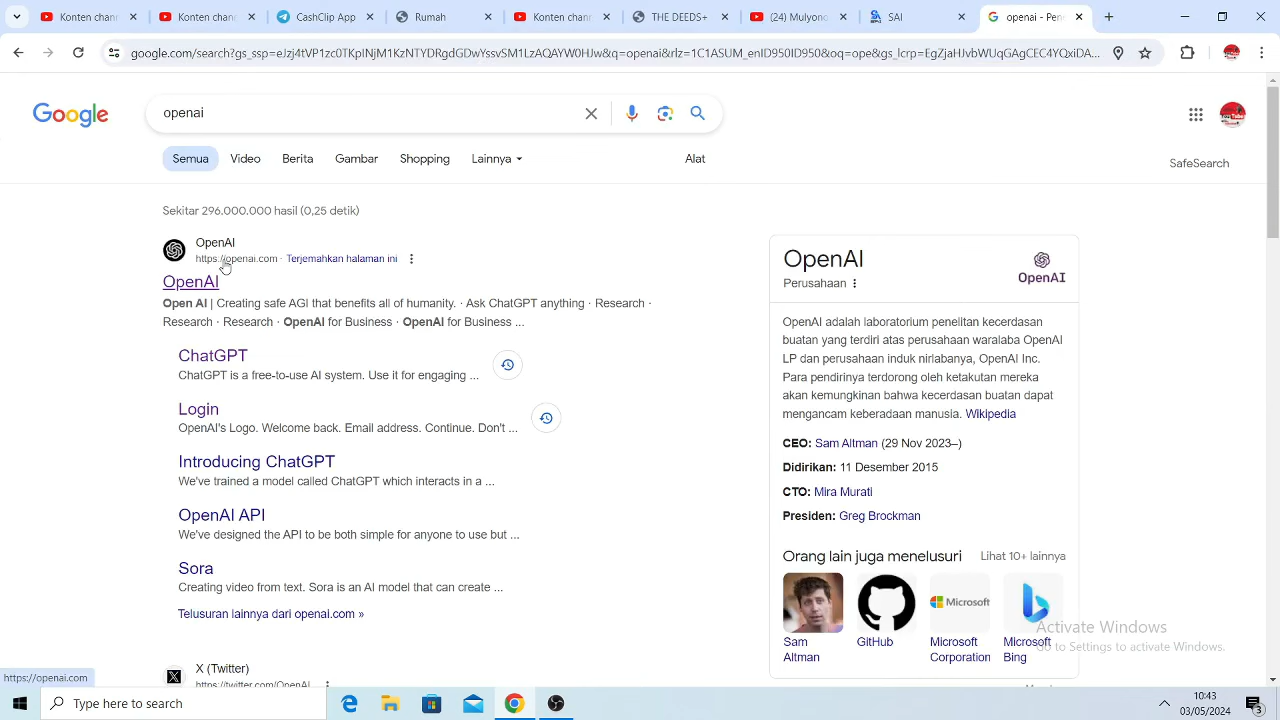 Konten chan
Konten chan
CashClip App
Rumah
Konten chan
THE DEEDS+
(24) Mulyon
SAI
openai - Pen
google.com/search?gs_ssp=eJzj4tVP1zc0TKpINjM1KzNTYDRgdGDwYssvSM1LzAQAYW0HJw&q=openai&rlz=1C1ASUM_enID950ID950&oq=ope&gs_lcrp=EgZjaHJvbWUqGAgCEC4YQxiDA...
Google
openai
Semua
Video
Berita
Gambar
Shopping
Lainnya
Alat
SafeSearch
Sekitar 296.000.000 hasil (0,25 detik)
OpenAI
https://openai.com · Terjemahkan halaman ini
OpenAI
Open AI | Creating safe AGI that benefits all of humanity. · Ask ChatGPT anything · Research ·
Research · Research · OpenAI for Business · OpenAI for Business ...
ChatGPT
ChatGPT is a free-to-use AI system. Use it for engaging ...
Login
OpenAI's Logo. Welcome back. Email address. Continue. Don't ...
Introducing ChatGPT
We've trained a model called ChatGPT which interacts in a ...
OpenAI API
We've designed the API to be both simple for anyone to use but ...
Sora
Creating video from text. Sora is an AI model that can create ...
Telusuran lainnya dari openai.com »
X (Twitter)
https://twitter.com/OpenAI
OpenAI
Perusahaan
OpenAI
OpenAI adalah laboratorium penelitan kecerdasan
buatan yang terdiri atas perusahaan waralaba OpenAI
LP dan perusahaan induk nirlabanya, OpenAI Inc.
Para pendirinya terdorong oleh ketakutan mereka
akan kemungkinan bahwa kecerdasan buatan dapat
mengancam keberadaan manusia. Wikipedia
CEO: Sam Altman (29 Nov 2023–)
Didirikan: 11 Desember 2015
CTO: Mira Murati
Presiden: Greg Brockman
Orang lain juga menelusuri
Lihat 10+ lainnya
Microsoft
Sam
Altman
GitHub
Microsoft
Corporation
Microsoft
Bing
Activate Windows
Go to Settings to activate Windows.
https://openai.com
Type here to search
10:43
03/05/2024
3